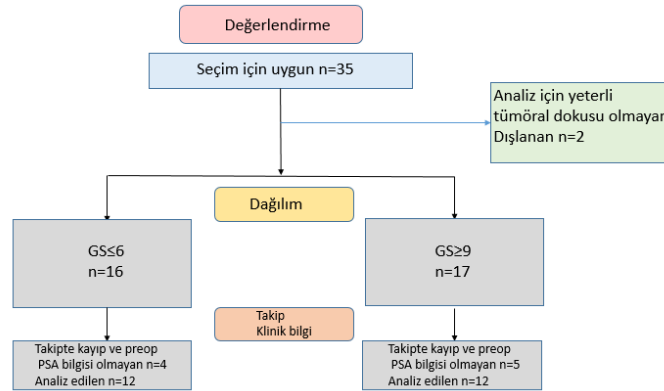 Değerlendirme
Seçim için uygun n=35
Analiz için yeterli
tümöral dokusu olmayan
Dışlanan n=2
Dağılım
GS≤6
n=16
GS≥9
n=17
Takip
Klinik bilgi
Takipte kayıp ve preop
PSA bilgisi olmayan n=4
Analiz edilen n=12
Takipte kayıp ve preop
PSA bilgisi olmayan n=5
Analiz edilen n=12